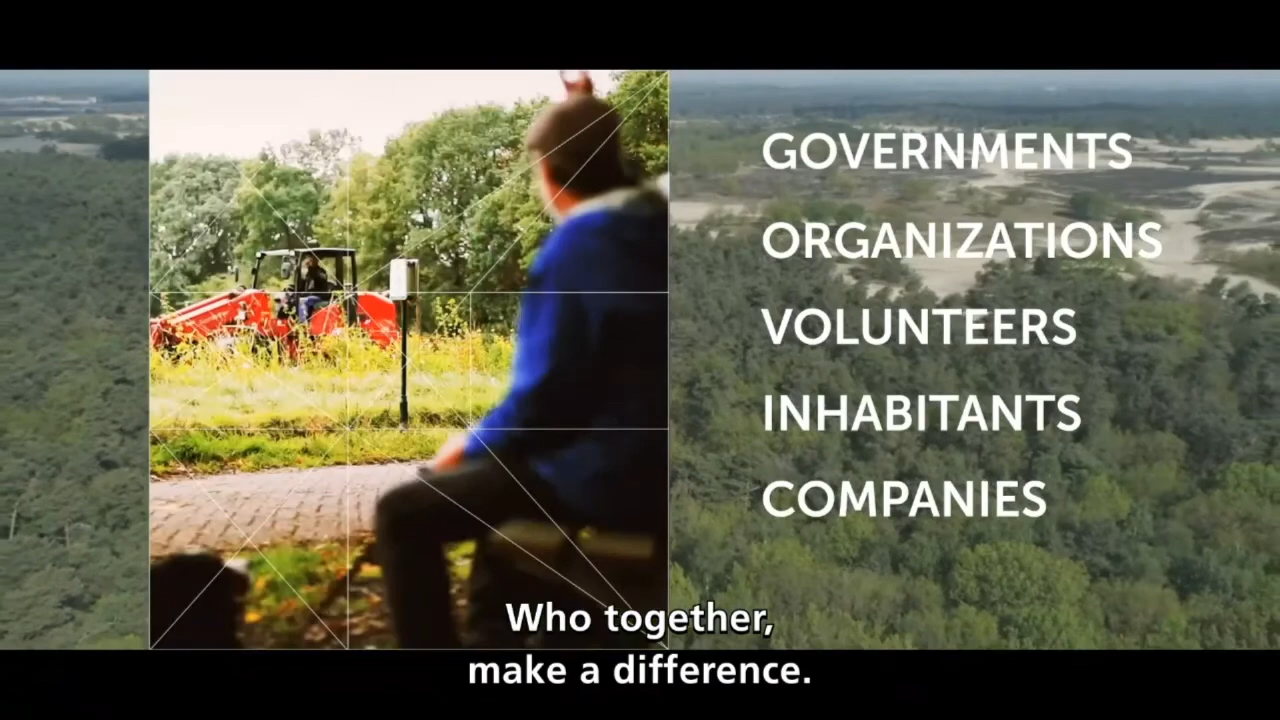 GOVERNMENTS
ORGANIZATIONS
VOLUNTEERS
INHABITANTS
COMPANIES
Who together,
make a difference.